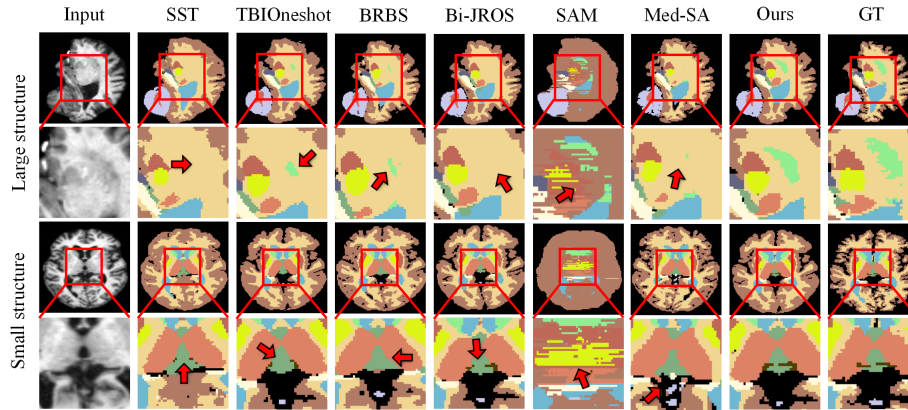 Input SST TBIOneshot BRBS Bi-JROS SAM Med-SA Ours GT
Large structure
Small structure